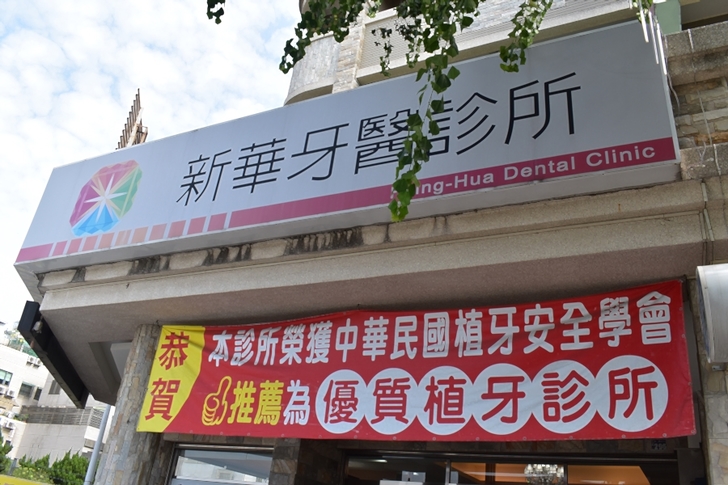 新華牙醫診所
Hua Dental Clinic
恭賀
本診所榮獲中華民國植牙安全學會
推薦為優質植牙診所